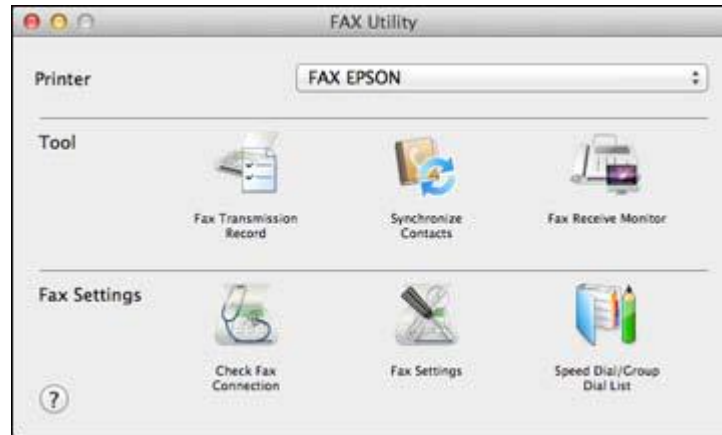 FAX Utility
Printer
FAX EPSON
Tool
Fax Transmission
Record
Synchronize
Contacts
Fax Receive Monitor
Fax Settings
Check Fax
Connection
Fax Settings
Speed Dial/Group
Dial List
?